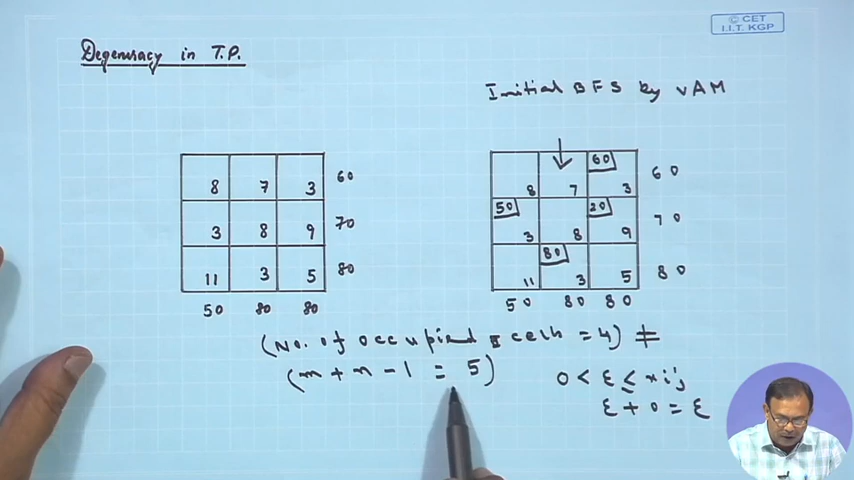 © CET
I.I.T. KGP
Degeneracy in T.P.
Initial BFS by VAM
8 7 3 60
3 8 9 70
11 3 5 80
50 80 80
60
8 7 3 60
50 20
3 8 9 70
80
11 3 5 80
50 80 80
(No. of occupied cells = 4) ≠
(m + n - 1 = 5)
0 < ε ≤ xij
ε + 0 = ε